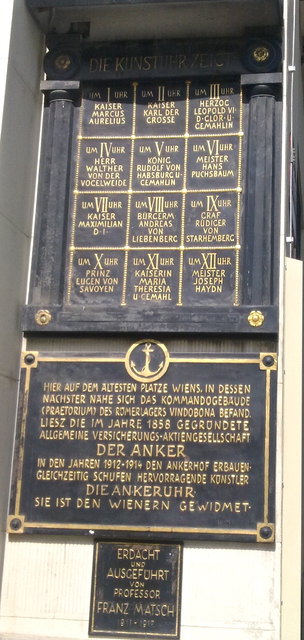 DIE KUNSTUHR ZEIGT
UM I UHR
KAISER
MARCUS
AURELIUS
UM II UHR
KAISER
KARL DER
GROSSE
UM III UHR
HERZOG
LEOPOLD VI.
D. GLOR. U.
GEMAHLIN
UM IV UHR
HERR
WALTHER
VON DER
VOGELWEIDE
UM V UHR
KÖNIG
RUDOLF VON
HABSBURG U.
GEMAHLIN
UM VI UHR
MEISTER
HANS
PUCHSBAUM
UM VII UHR
KAISER
MAXIMILIAN
D. I.
UM VIII UHR
BÜRGERM.
ANDREAS
VON
LIEBENBERG
UM IX UHR
GRAF
RÜDIGER
VON
STARHEMBERG
UM X UHR
PRINZ
EUGEN VON
SAVOYEN
UM XI UHR
KAISERIN
MARIA
THERESIA
U. GEMAHL
UM XII UHR
MEISTER
JOSEPH
HAYDN
HIER AUF DEM ÄLTESTEN PLATZE WIENS, IN DESSEN
NÄCHSTER NÄHE SICH DAS KOMMANDOGEBÄUDE
(PRAETORIUM) DES RÖMERLAGERS VINDOBONA BEFAND,
LIESZ DIE IM JAHRE 1858 GEGRÜNDETE
ALLGEMEINE VERSICHERUNGS-AKTIENGESELLSCHAFT
DER ANKER
IN DEN JAHREN 1912-1914 DEN ANKERHOF ERBAUEN.
GLEICHZEITIG SCHUFEN HERVORRAGENDE KÜNSTLER
DIE ANKERUHR
SIE IST DEN WIENERN GEWIDMET.
ERDACHT
UND
AUSGEFÜHRT
VON
PROFESSOR
FRANZ MATSCH
1911-1917